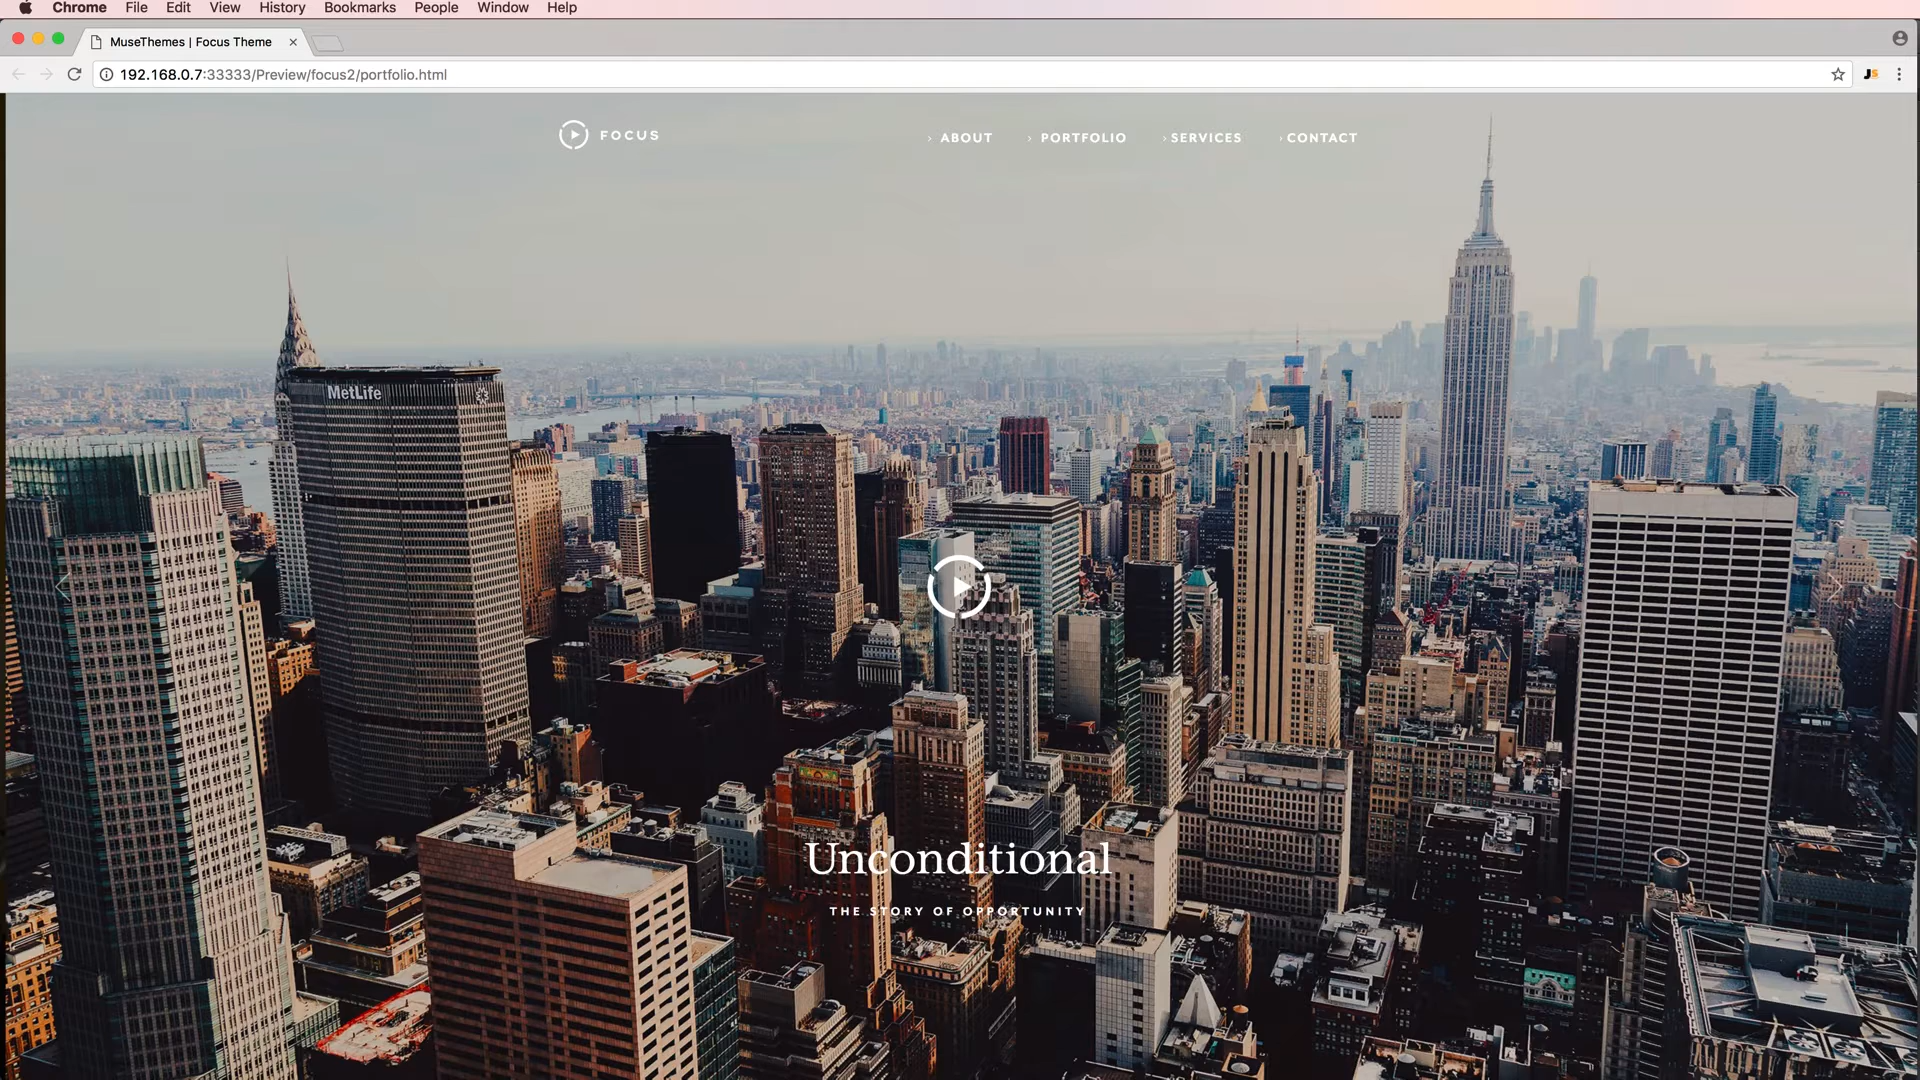 Chrome File Edit View History Bookmarks People Window Help
MuseThemes | Focus Theme
192.168.0.7:33333/Preview/focus2/portfolio.html
JS
FOCUS
› ABOUT › PORTFOLIO › SERVICES › CONTACT
MetLife
Unconditional
THE STORY OF OPPORTUNITY